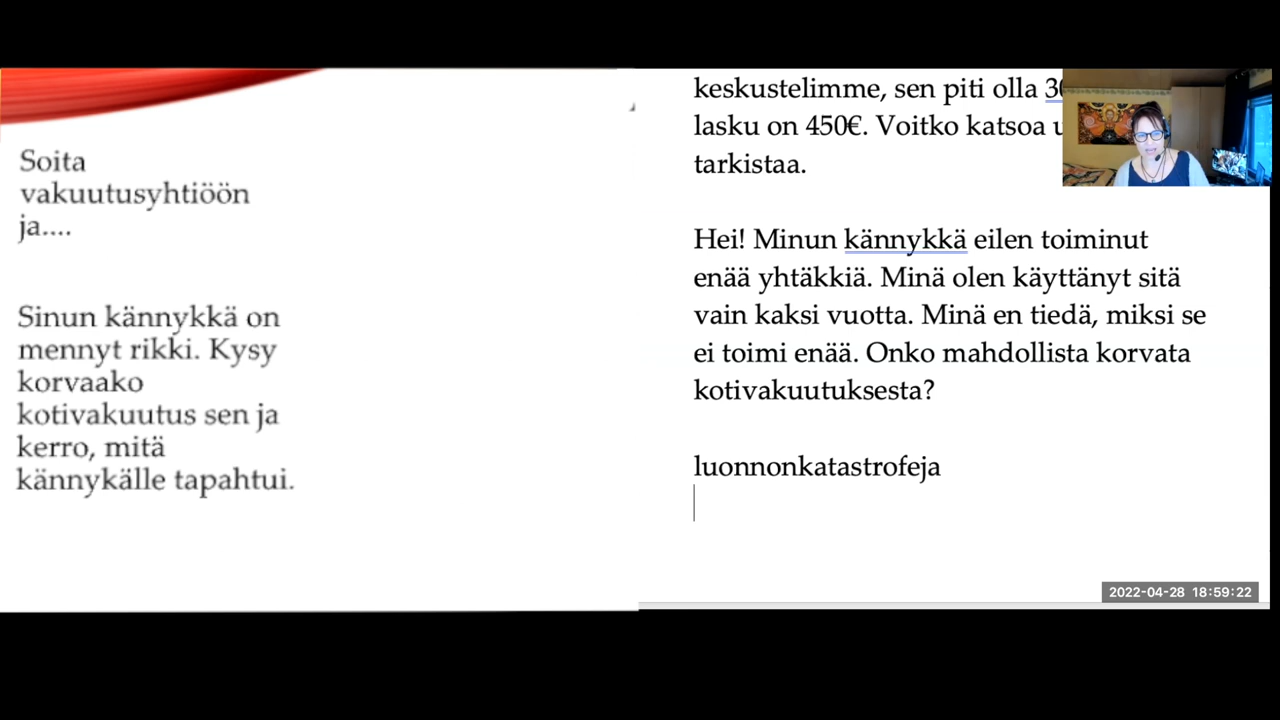 Soita
vakuutusyhtiöön
ja....
Sinun kännykkä on
mennyt rikki. Kysy
korvaako
kotivakuutus sen ja
kerro, mitä
kännykälle tapahtui.
keskustelimme, sen piti olla
lasku on 450€. Voitko katsoa
tarkistaa.
Hei! Minun kännykkä eilen toiminut
enää yhtäkkiä. Minä olen käyttänyt sitä
vain kaksi vuotta. Minä en tiedä, miksi se
ei toimi enää. Onko mahdollista korvata
kotivakuutuksesta?
luonnonkatastrofeja
2022-04-28 18:59:22